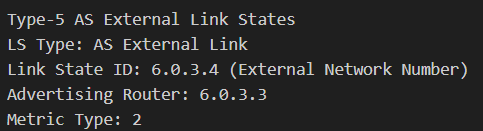 Type-5 AS External Link States
LS Type: AS External Link
Link State ID: 6.0.3.4 (External Network Number)
Advertising Router: 6.0.3.3
Metric Type: 2